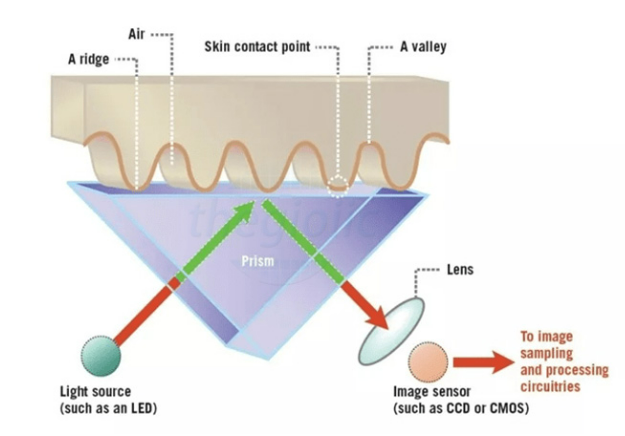 Air
A ridge
Skin contact point
A valley
Prism
Lens
Light source
(such as an LED)
Image sensor
(such as CCD or CMOS)
To image
sampling
and processing
circuitries